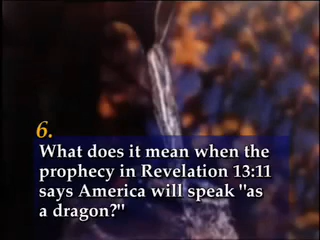 6.
What does it mean when the
prophecy in Revelation 13:11
says America will speak "as
a dragon?"